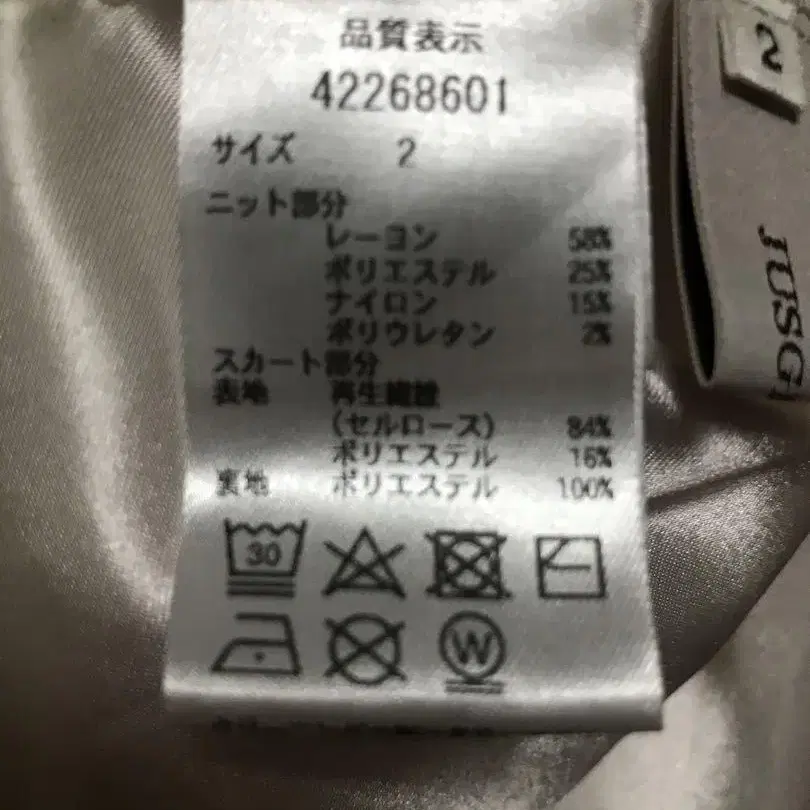 品質表示
42268601
サイズ 2
ニット部分
レーヨン 58%
ポリエステル 25%
ナイロン 15%
ポリウレタン 2%
スカート部分
表地 再生繊維
(セルロース) 84%
ポリエステル 16%
裏地 ポリエステル 100%
30
W
2
JUSG